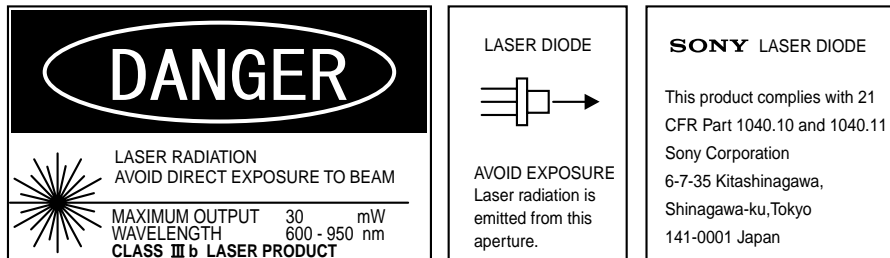 DANGER
LASER RADIATION
AVOID DIRECT EXPOSURE TO BEAM
MAXIMUM OUTPUT 30 mW
WAVELENGTH 600 - 950 nm
CLASS Ⅲ b LASER PRODUCT
LASER DIODE
AVOID EXPOSURE
Laser radiation is
emitted from this
aperture.
SONY LASER DIODE
This product complies with 21
CFR Part 1040.10 and 1040.11
Sony Corporation
6-7-35 Kitashinagawa,
Shinagawa-ku,Tokyo
141-0001 Japan